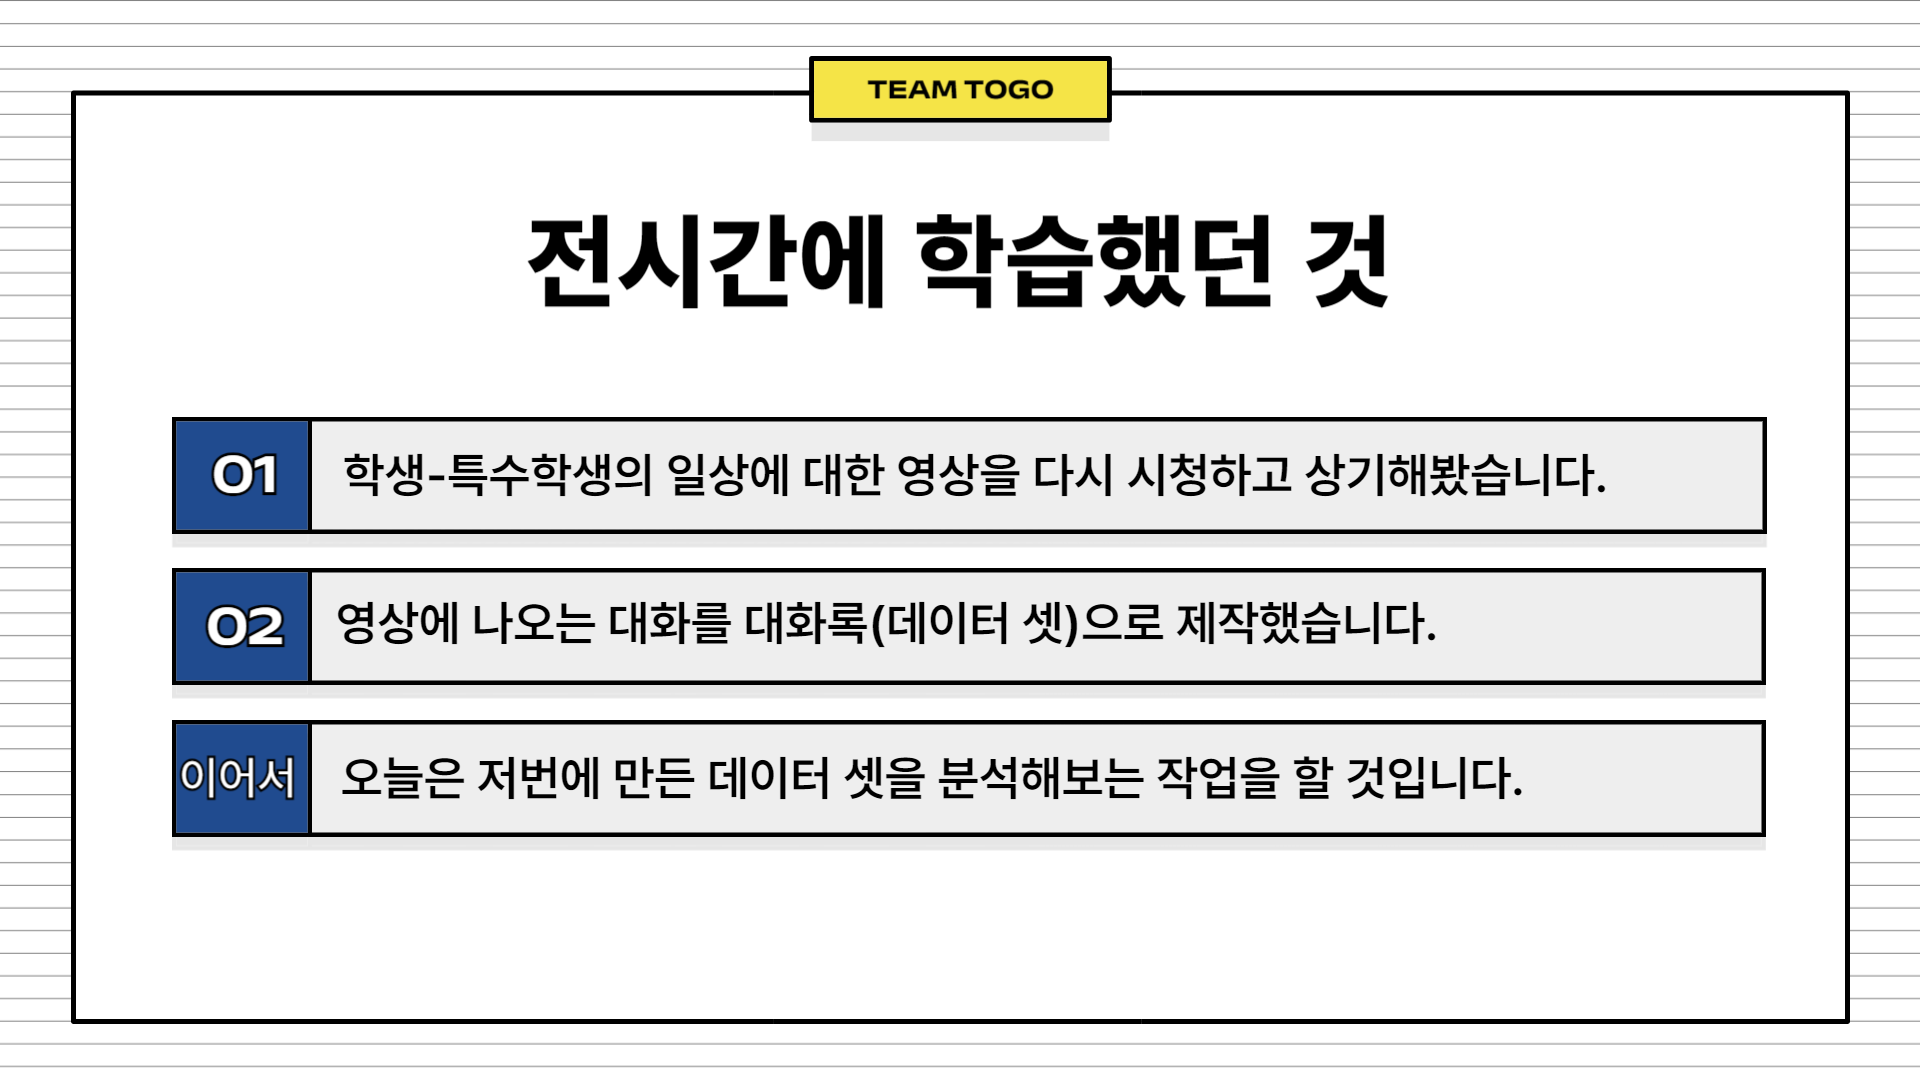 TEAM TOGO
전시간에 학습했던 것
01
학생-특수학생의 일상에 대한 영상을 다시 시청하고 상기해봤습니다.
02
영상에 나오는 대화를 대화록(데이터 셋)으로 제작했습니다.
이어서
오늘은 저번에 만든 데이터 셋을 분석해보는 작업을 할 것입니다.